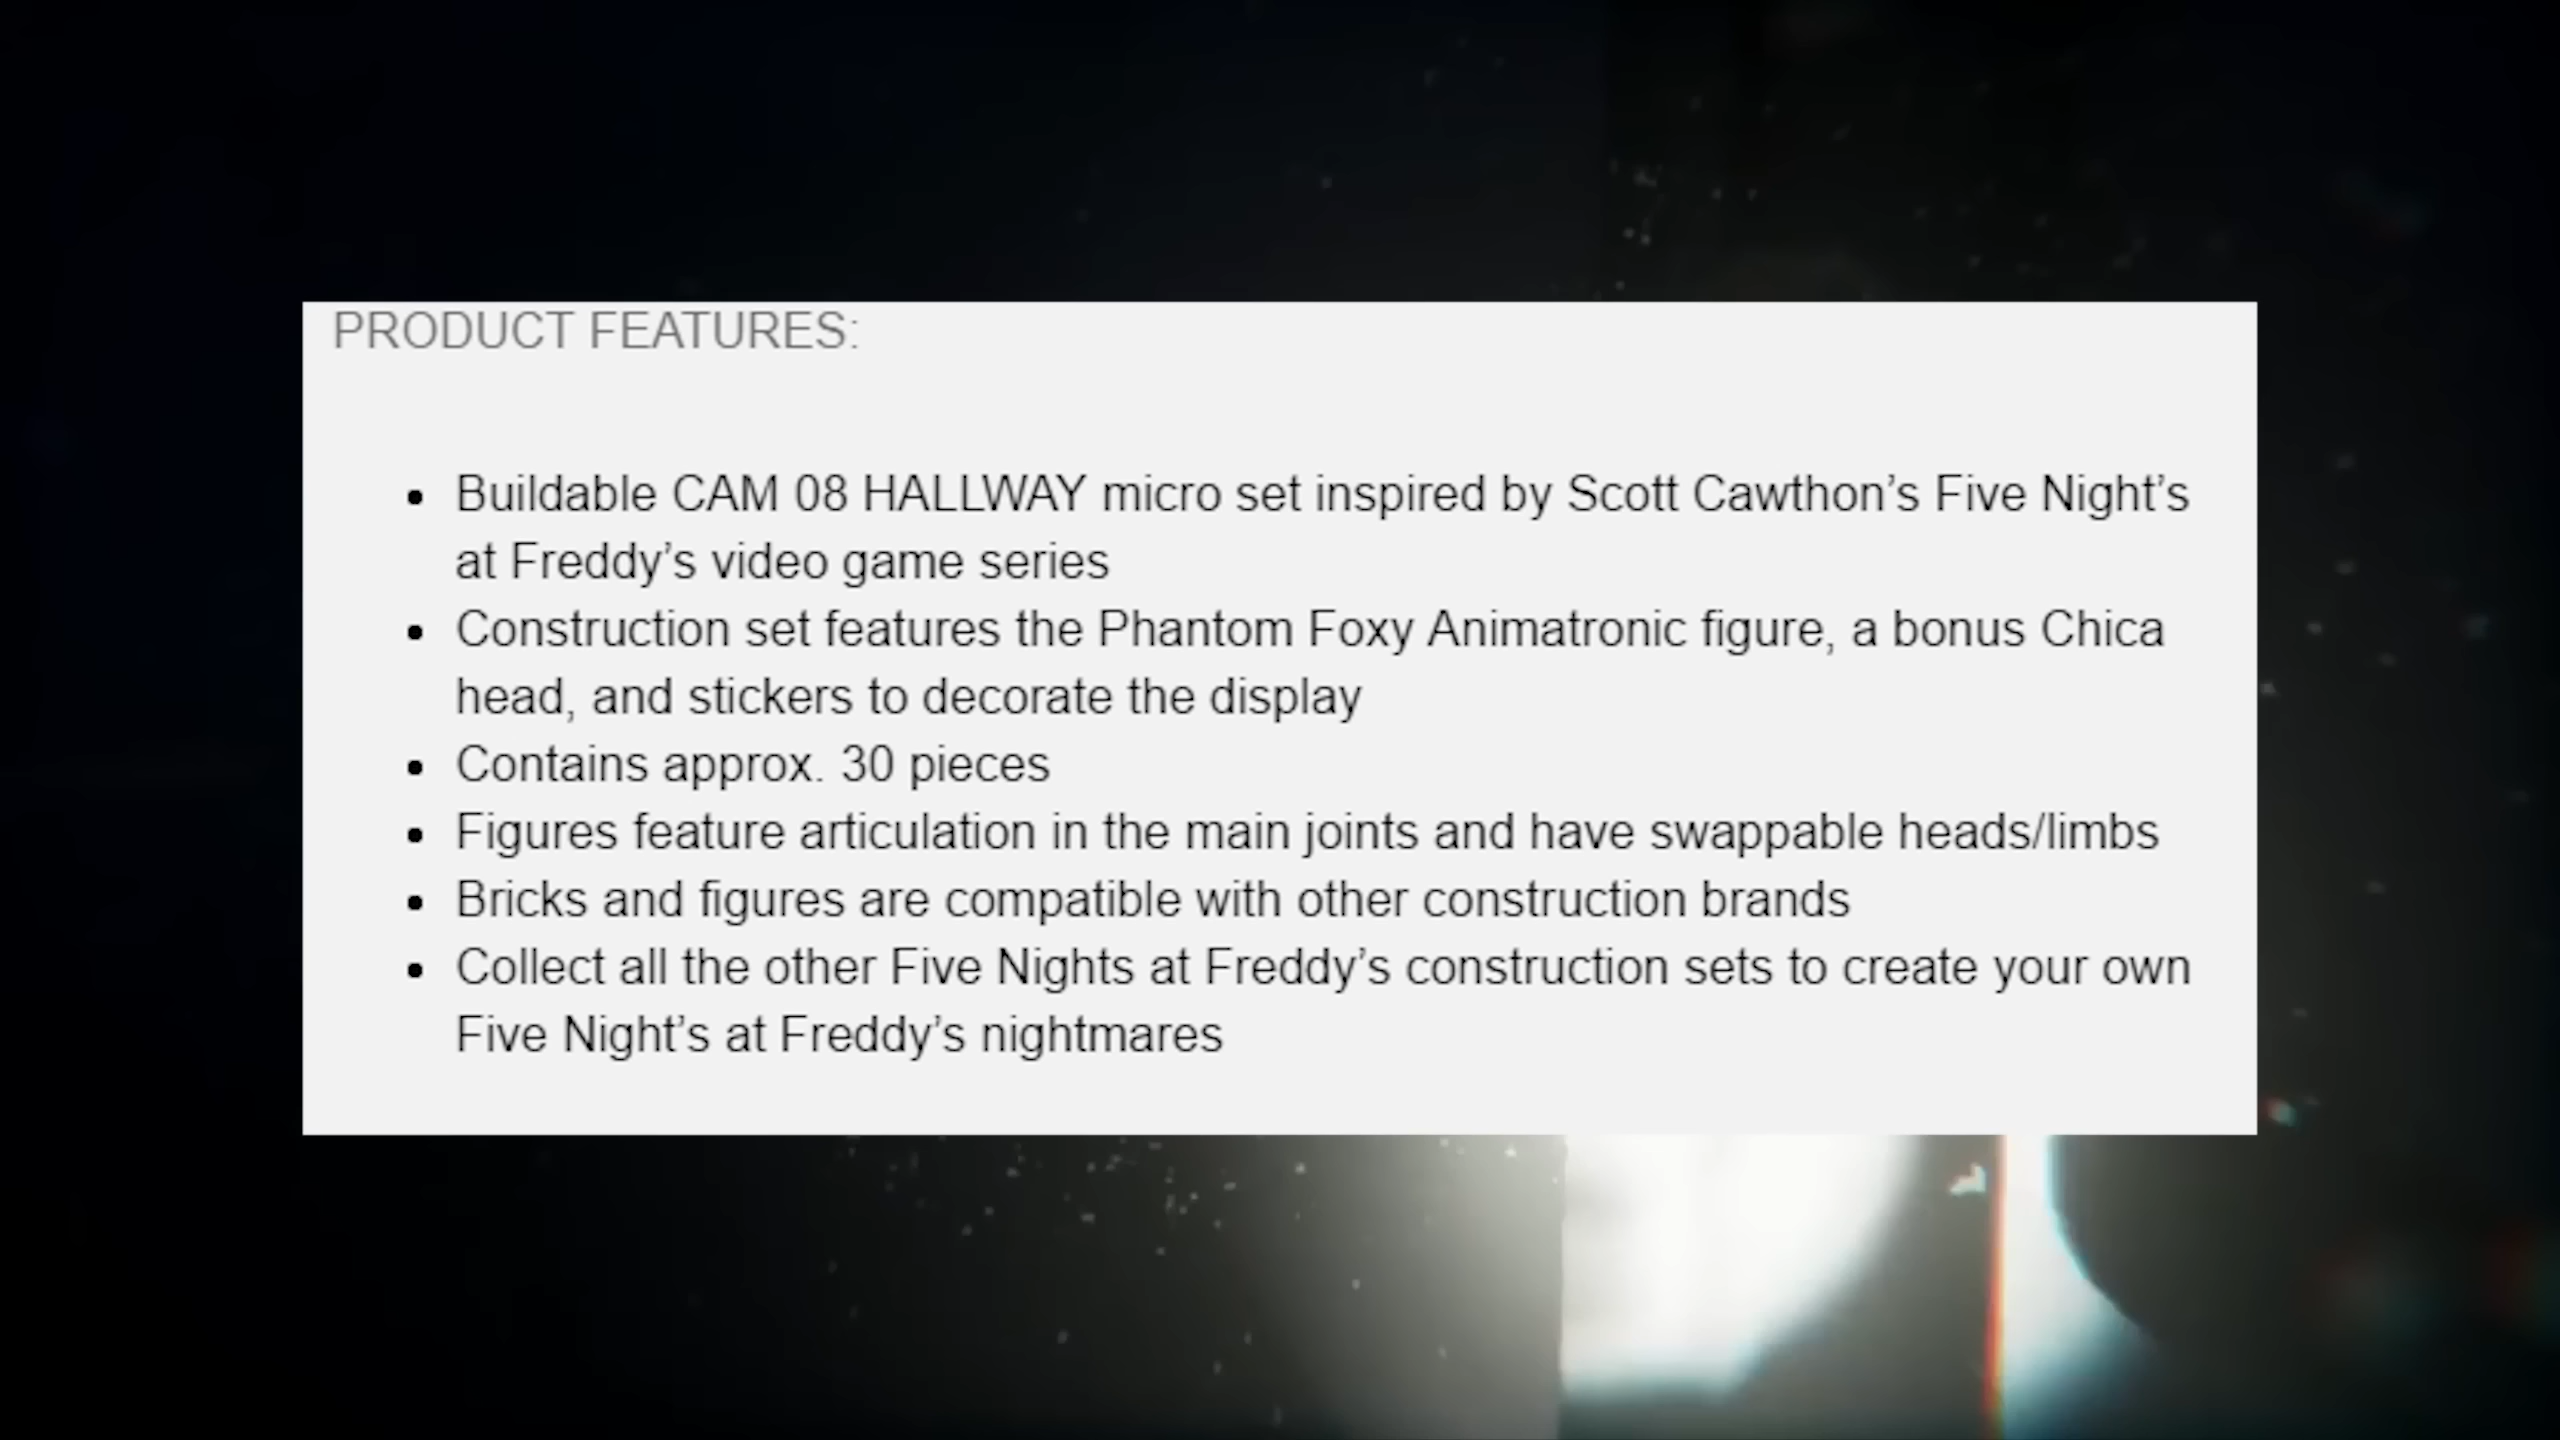 PRODUCT FEATURES:
• Buildable CAM 08 HALLWAY micro set inspired by Scott Cawthon’s Five Night’s
at Freddy’s video game series
• Construction set features the Phantom Foxy Animatronic figure, a bonus Chica
head, and stickers to decorate the display
• Contains approx. 30 pieces
• Figures feature articulation in the main joints and have swappable heads/limbs
• Bricks and figures are compatible with other construction brands
• Collect all the other Five Nights at Freddy’s construction sets to create your own
Five Night’s at Freddy’s nightmares